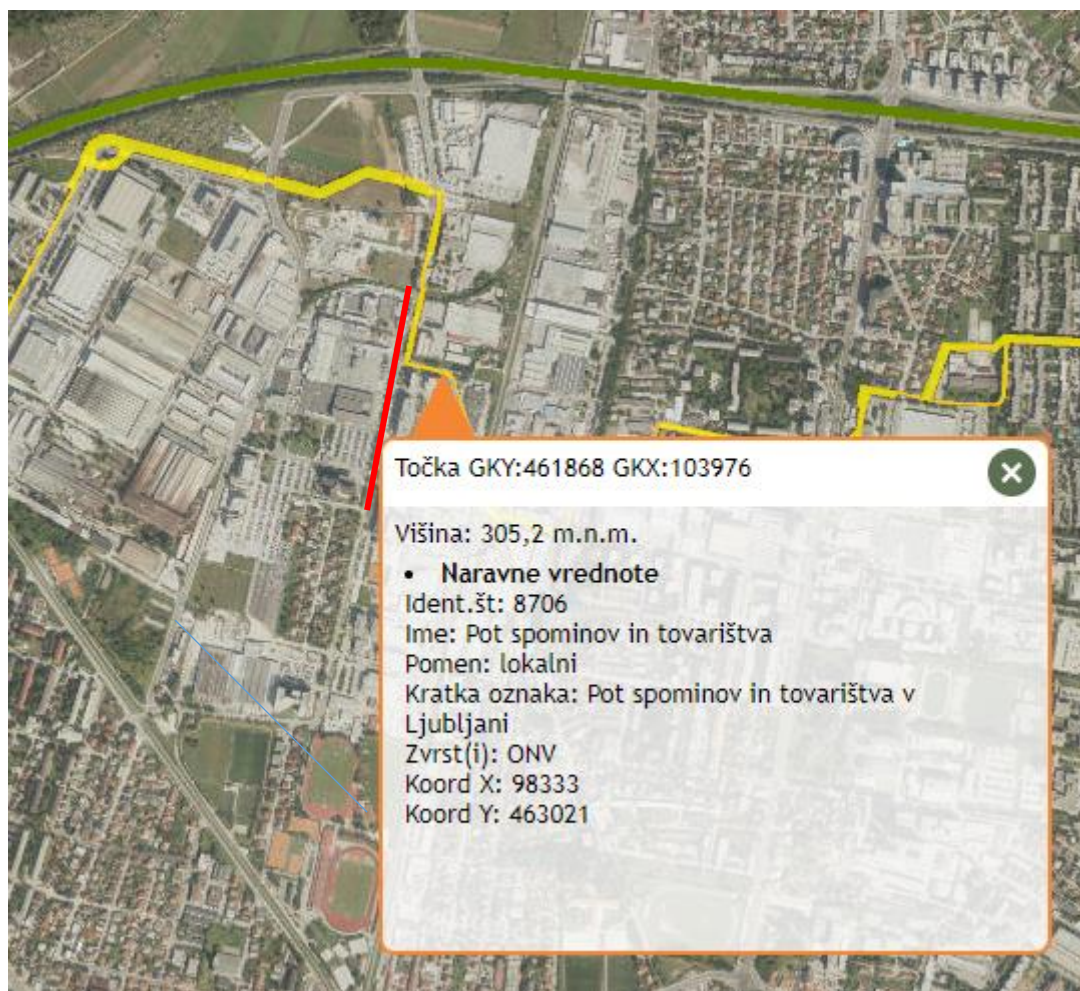 Točka GKY:461868 GKX:103976
Višina: 305,2 m.n.m.
• Naravne vrednote
Ident.št: 8706
Ime: Pot spominov in tovarištva
Pomen: lokalni
Kratka oznaka: Pot spominov in tovarištva v
Ljubljani
Zvrst(i): ONV
Koord X: 98333
Koord Y: 463021